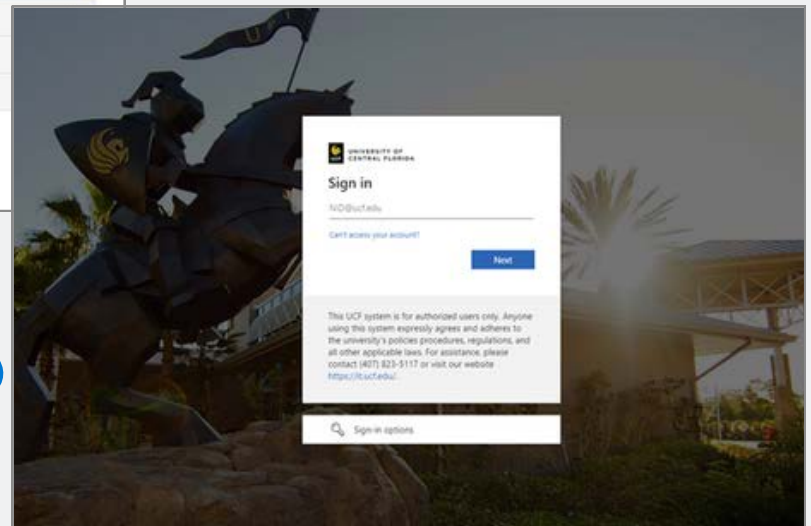 UCF
UCF
UNIVERSITY OF
CENTRAL FLORIDA
Sign in
NID@ucf.edu
Can't access your account?
Next
This UCF system is for authorized users only. Anyone
using this system expressly agrees and adheres to
the university's policies procedures, regulations, and
all other applicable laws. For assistance, please
contact (407) 823-5117 or visit our website
https://it.ucf.edu/.
Sign-in options